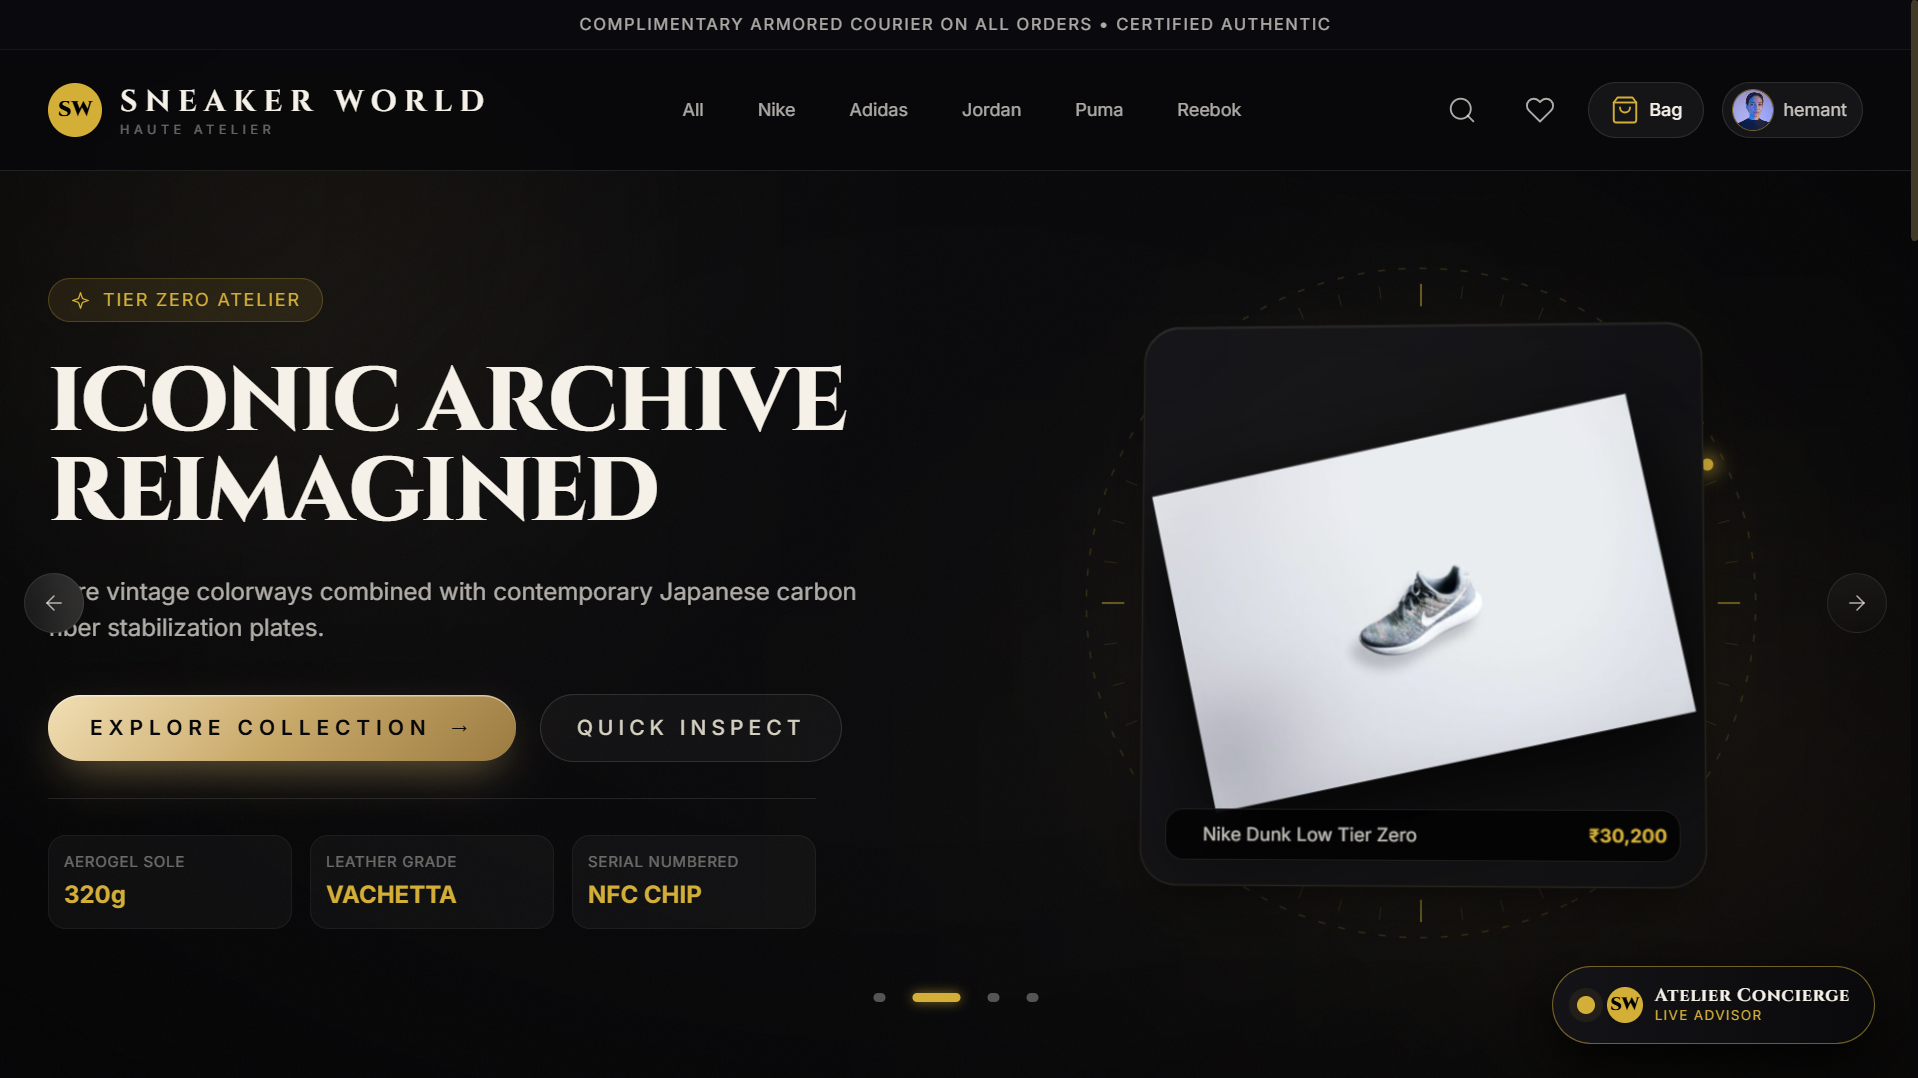 COMPLIMENTARY ARMORED COURIER ON ALL ORDERS • CERTIFIED AUTHENTIC
SW
SNEAKER WORLD
HAUTE ATELIER
All
Nike
Adidas
Jordan
Puma
Reebok
Bag
hemant
TIER ZERO ATELIER
ICONIC ARCHIVE
REIMAGINED
vintage colorways combined with contemporary Japanese carbon
stabilization plates.
EXPLORE COLLECTION →
QUICK INSPECT
AEROGEL SOLE
320g
LEATHER GRADE
VACHETTA
SERIAL NUMBERED
NFC CHIP
Nike Dunk Low Tier Zero
₹30,200
SW
ATELIER CONCIERGE
LIVE ADVISOR